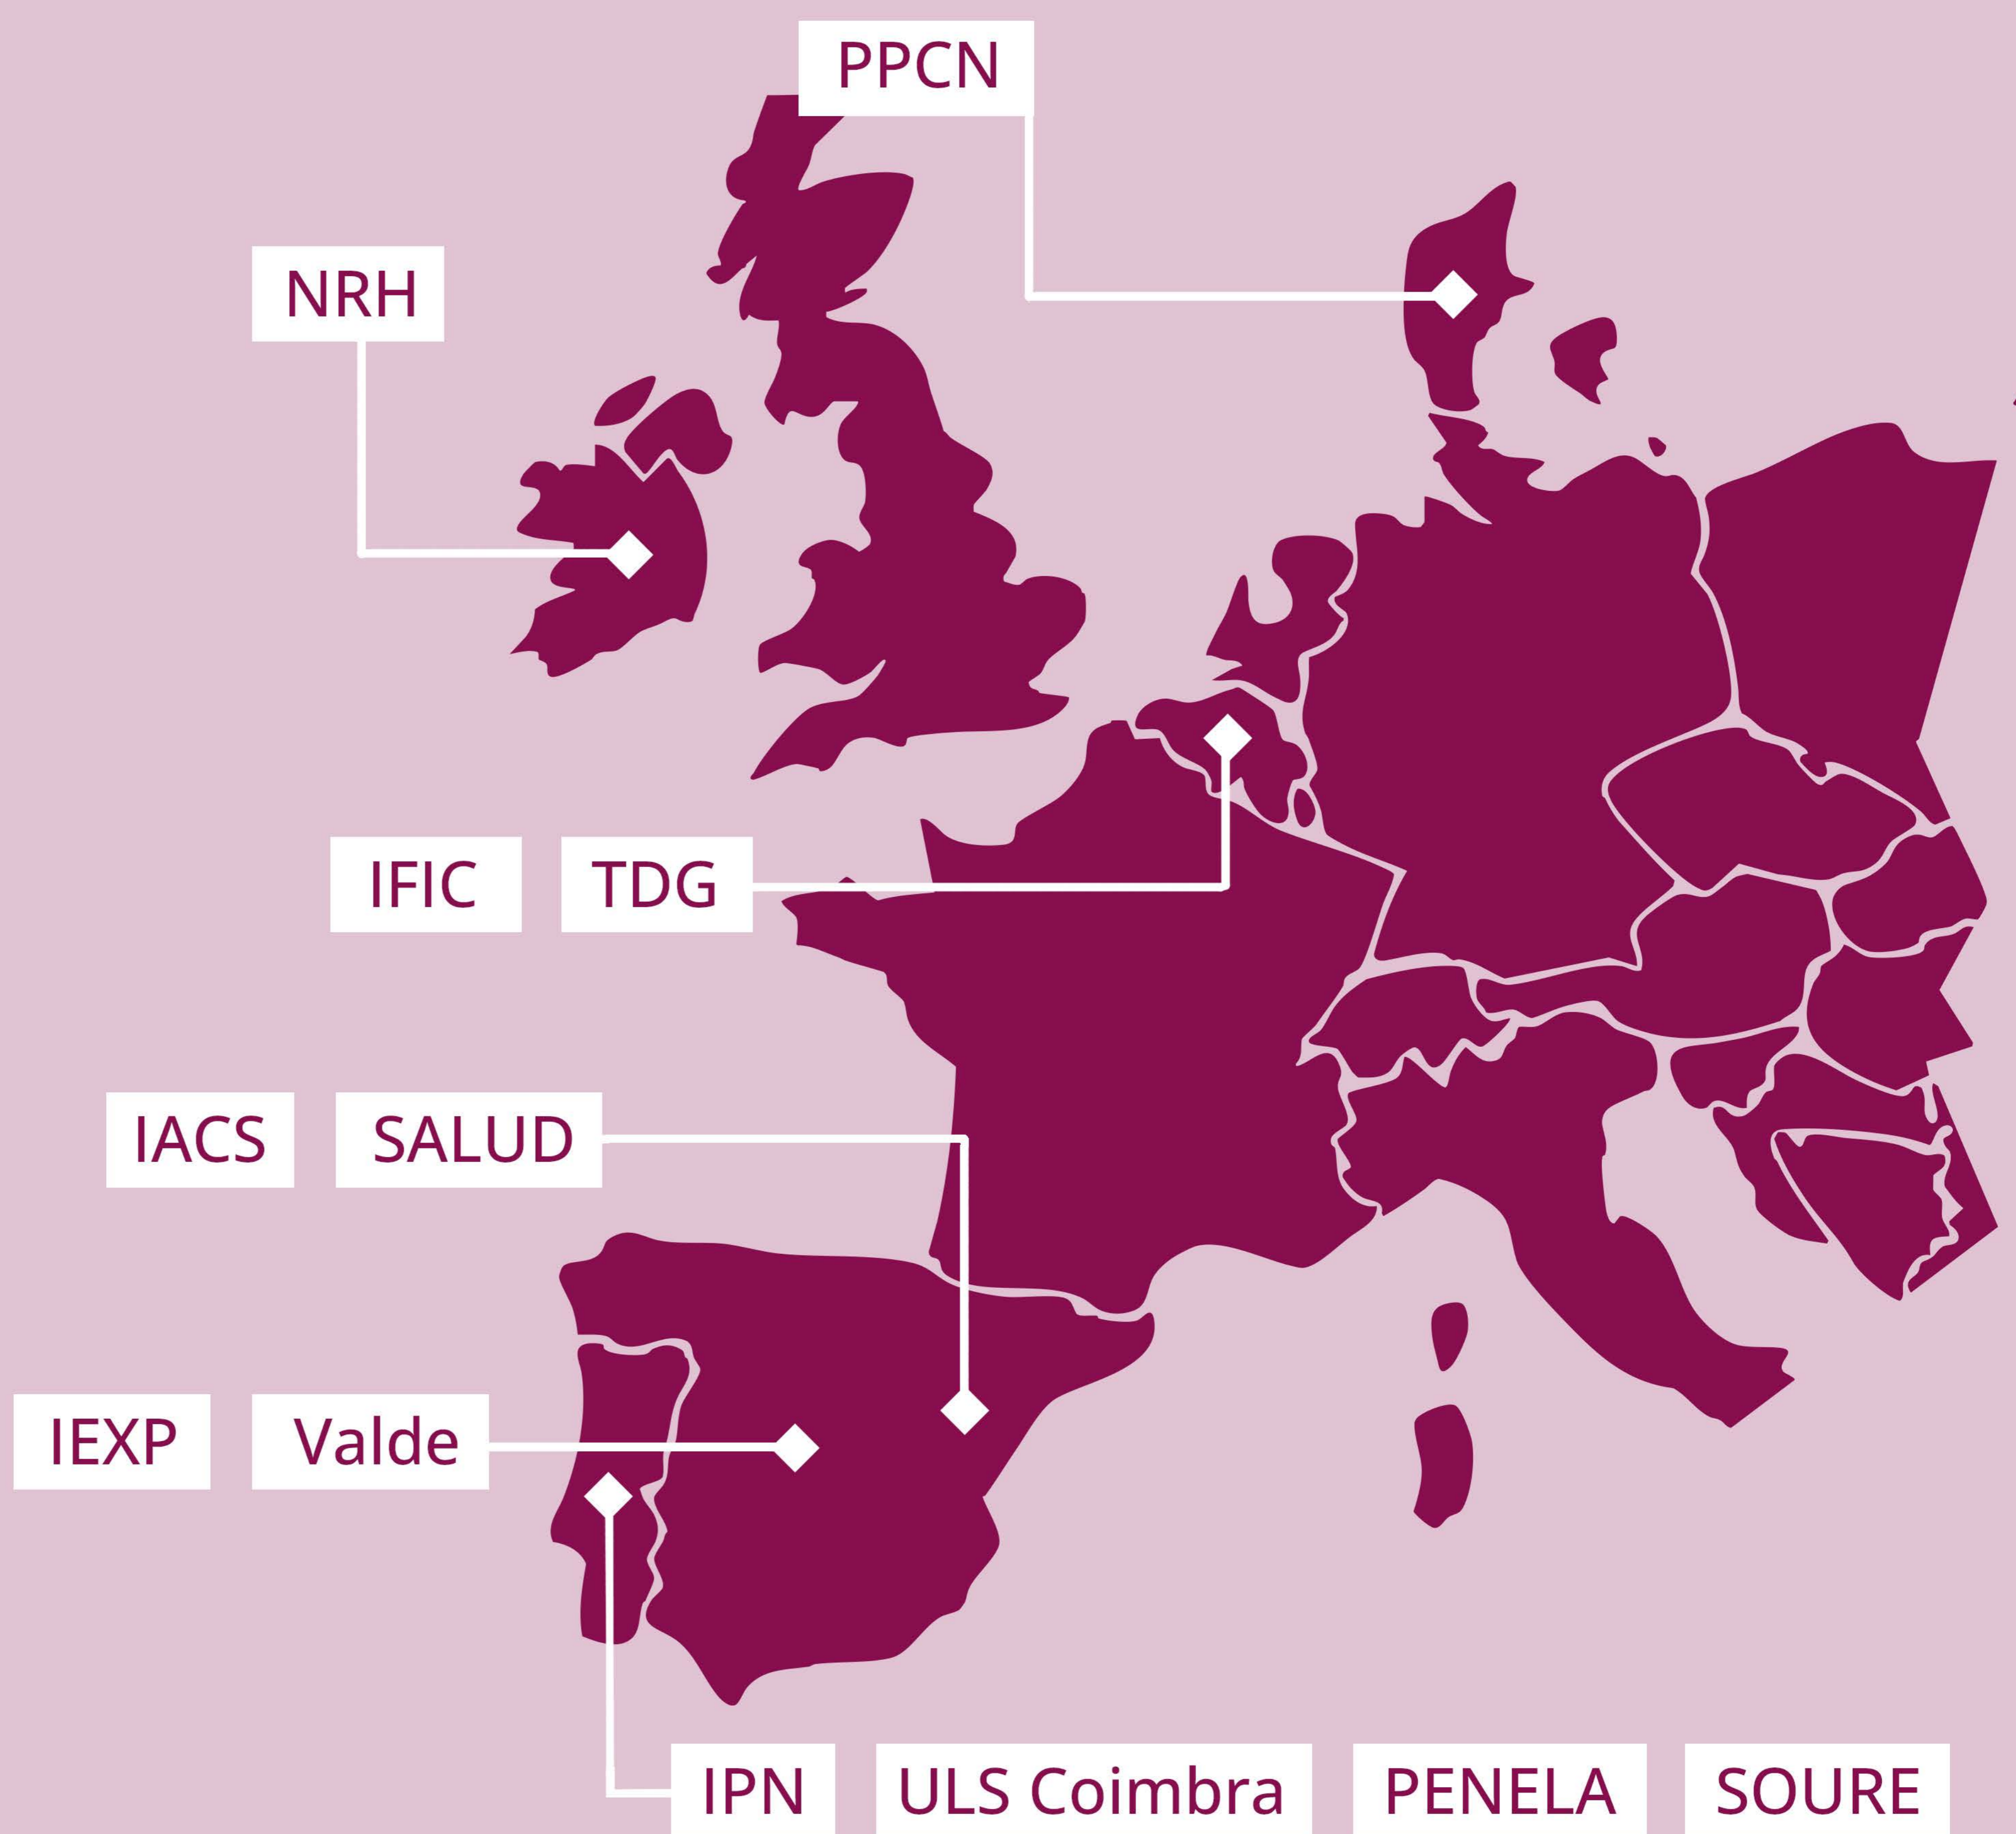 PPCN
NRH
IFIC TDG
IACS SALUD
IEXP Valde
IPN ULS Coimbra PENELA SOURE